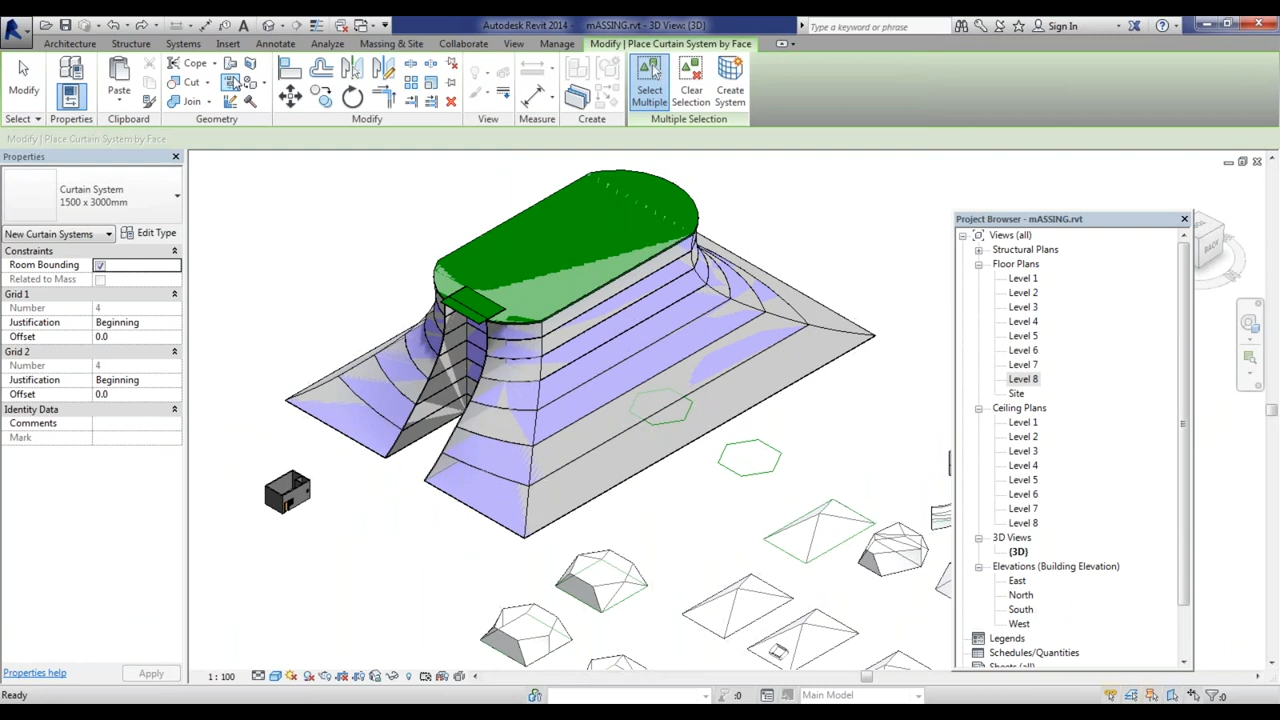 Autodesk Revit 2014 - mASSING.rvt - 3D View: {3D}
Type a keyword or phrase
Sign In
Architecture Structure Systems Insert Annotate Analyze Massing & Site Collaborate View Manage Modify | Place Curtain System by Face
Modify
Properties
Paste
Cope
Cut
Join
Select Multiple
Clear Selection
Create System
Select Properties Clipboard Geometry Modify View Measure Create Multiple Selection
Modify | Place Curtain System by Face
Properties
Curtain System
1500 x 3000mm
New Curtain Systems
Edit Type
Constraints
Room Bounding
Related to Mass
Grid 1
Number 4
Justification Beginning
Offset 0.0
Grid 2
Number 4
Justification Beginning
Offset 0.0
Identity Data
Comments
Mark
Properties help
Apply
BACK
Project Browser - mASSING.rvt
Views (all)
Structural Plans
Floor Plans
Level 1
Level 2
Level 3
Level 4
Level 5
Level 6
Level 7
Level 8
Site
Ceiling Plans
Level 1
Level 2
Level 3
Level 4
Level 5
Level 6
Level 7
Level 8
3D Views
{3D}
Elevations (Building Elevation)
East
North
South
West
Legends
Schedules/Quantities
Sheets (all)
1 : 100
Ready
:0
Main Model
:0